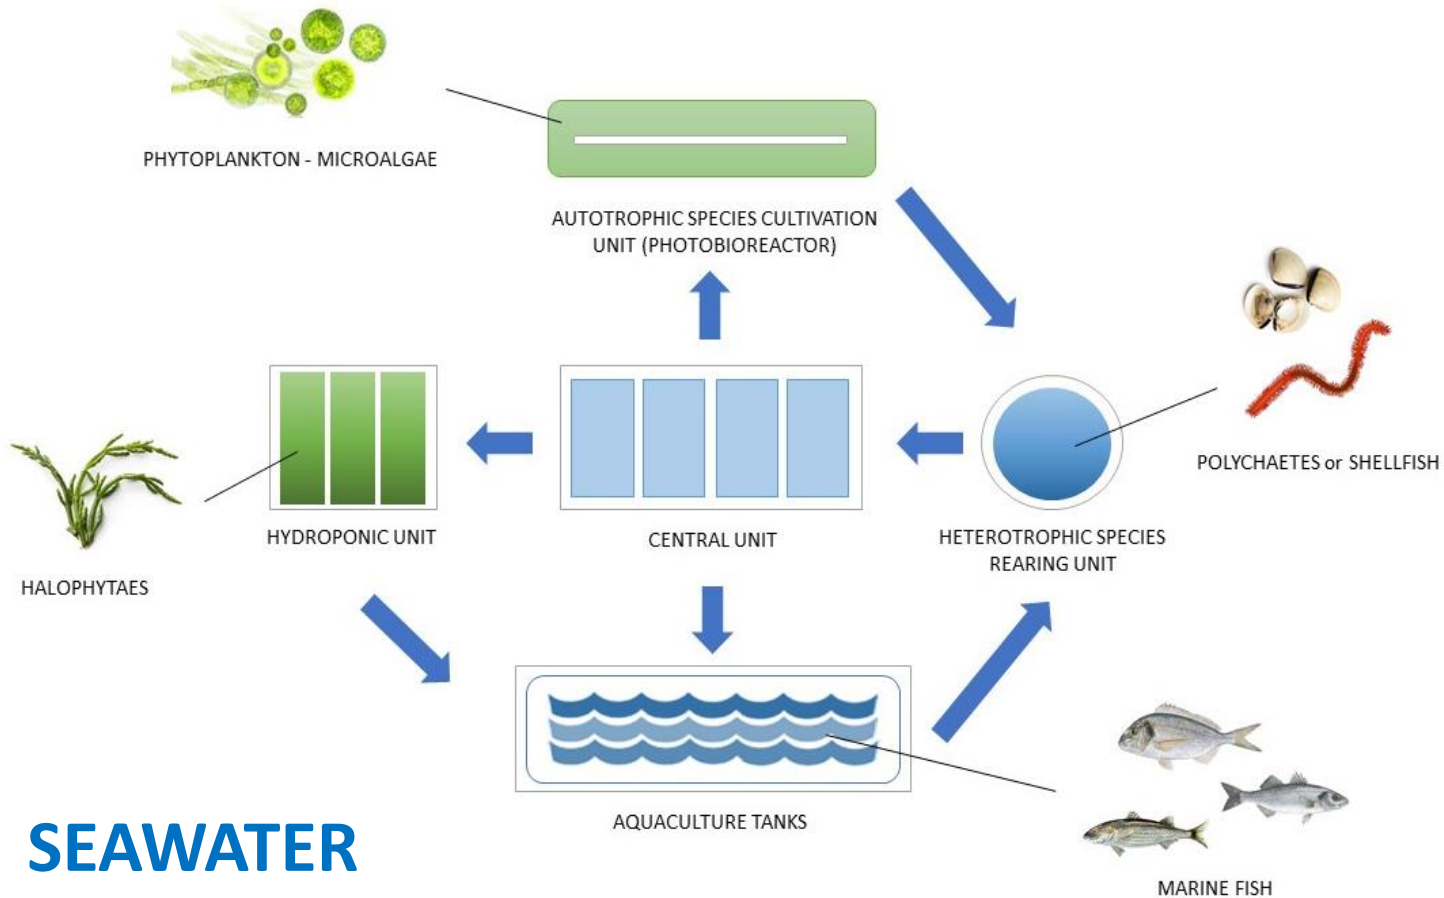 PHYTOPLANKTON - MICROALGAE
AUTOTROPHIC SPECIES CULTIVATION
UNIT (PHOTOBIOREACTOR)
POLYCHAETES or SHELLFISH
HYDROPONIC UNIT
CENTRAL UNIT
HETEROTROPHIC SPECIES
REARING UNIT
HALOPHYTAES
AQUACULTURE TANKS
SEAWATER
MARINE FISH